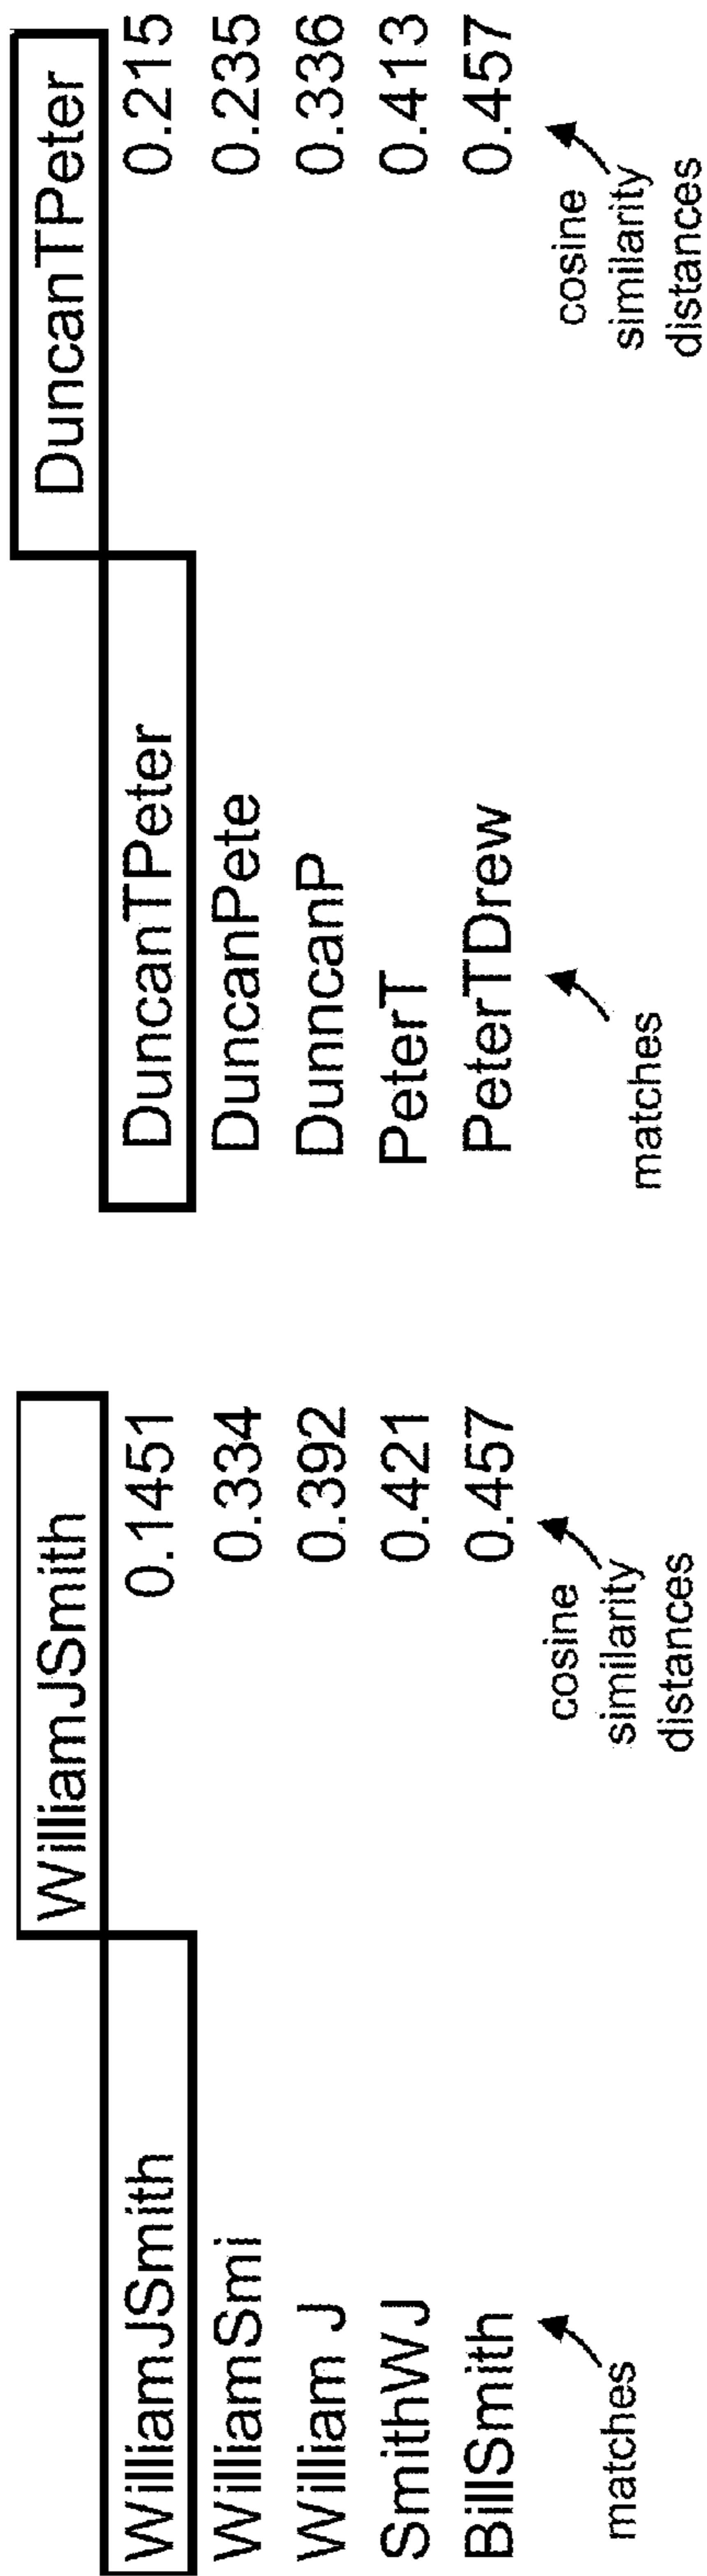 WilliamJSmith
WilliamJSmith 0.1451
WilliamSmi 0.334
William J 0.392
SmithWJ 0.421
BillSmith 0.457
matches
cosine
similarity
distances
DuncanTPeter
DuncanTPeter 0.215
DuncanPete 0.235
DunncanP 0.336
PeterT 0.413
PeterTDrew 0.457
matches
cosine
similarity
distances